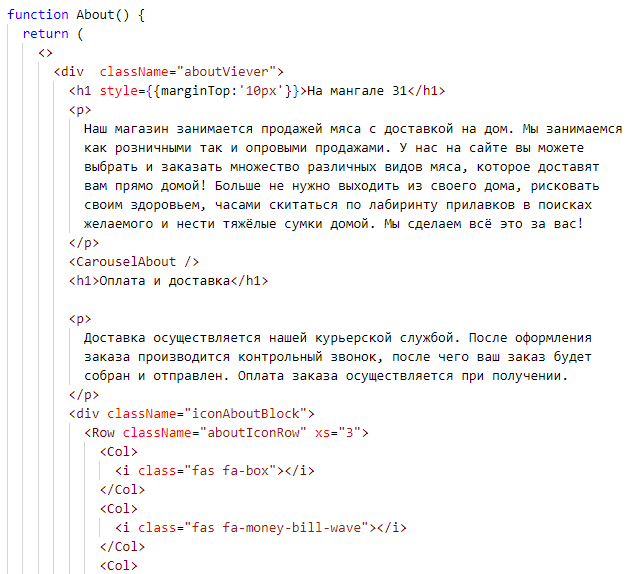 function About() {
return (
<>
<div  className="aboutViever">
<h1 style={{marginTop:'10px'}}>На мангале 31</h1>
<p>
Наш магазин занимается продажей мяса с доставкой на дом. Мы занимаемся
как розничными так и опровыми продажами. У нас на сайте вы можете
выбрать и заказать множество различных видов мяса, которое доставят
вам прямо домой! Больше не нужно выходить из своего дома, рисковать
своим здоровьем, часами скитаться по лабиринту прилавков в поисках
желаемого и нести тяжёлые сумки домой. Мы сделаем всё это за вас!
</p>
<CarouselAbout />
<h1>Оплата и доставка</h1>
<p>
Доставка осуществляется нашей курьерской службой. После оформления
заказа производится контрольный звонок, после чего ваш заказ будет
собран и отправлен. Оплата заказа осуществляется при получении.
</p>
<div className="iconAboutBlock">
<Row className="aboutIconRow" xs="3">
<Col>
<i class="fas fa-box"></i>
</Col>
<Col>
<i class="fas fa-money-bill-wave"></i>
</Col>
<Col>